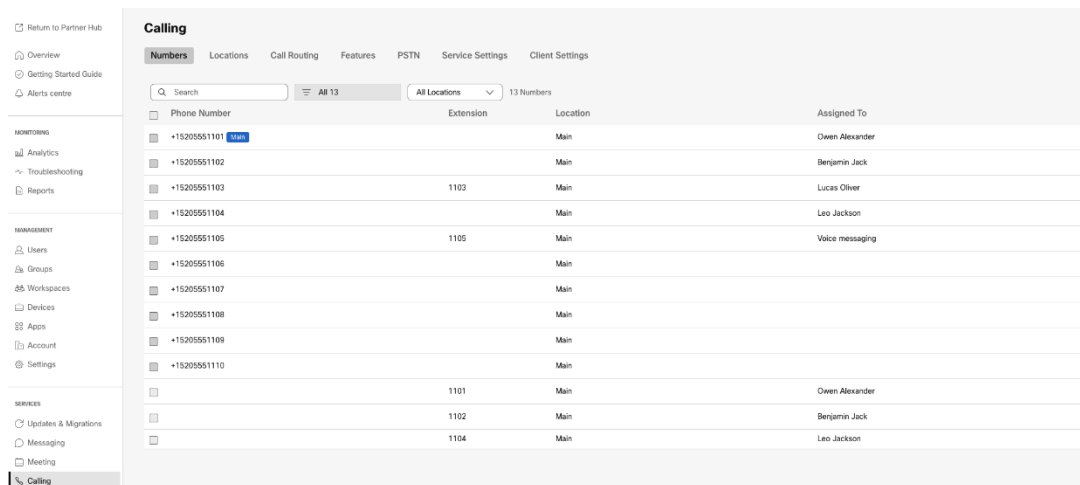 Return to Partner Hub
Overview
Getting Started Guide
Alerts centre
MONITORING
Analytics
Troubleshooting
Reports
MANAGEMENT
Users
Groups
Workspaces
Devices
Apps
Account
Settings
SERVICES
Updates & Migrations
Messaging
Meeting
Calling
Calling
Numbers Locations Call Routing Features PSTN Service Settings Client Settings
Search All 13 All Locations 13 Numbers
Phone Number Extension Location Assigned To
+15205551101 Main Main Owen Alexander
+15205551102 Main Benjamin Jack
+15205551103 1103 Main Lucas Oliver
+15205551104 Main Leo Jackson
+15205551105 1105 Main Voice messaging
+15205551106 Main
+15205551107 Main
+15205551108 Main
+15205551109 Main
+15205551110 Main
1101 Main Owen Alexander
1102 Main Benjamin Jack
1104 Main Leo Jackson